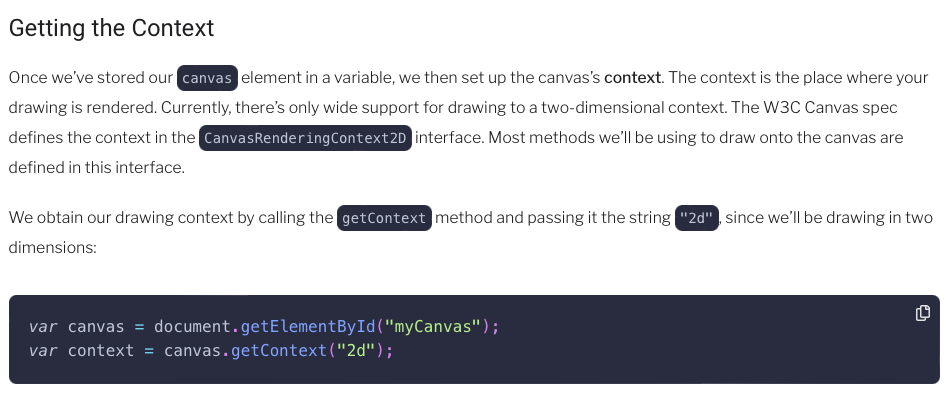 Getting the Context
Once we’ve stored our canvas element in a variable, we then set up the canvas’s context. The context is the place where your
drawing is rendered. Currently, there’s only wide support for drawing to a two-dimensional context. The W3C Canvas spec
defines the context in the CanvasRenderingContext2D interface. Most methods we’ll be using to draw onto the canvas are
defined in this interface.
We obtain our drawing context by calling the getContext method and passing it the string "2d", since we’ll be drawing in two
dimensions:
var canvas = document.getElementById("myCanvas");
var context = canvas.getContext("2d");